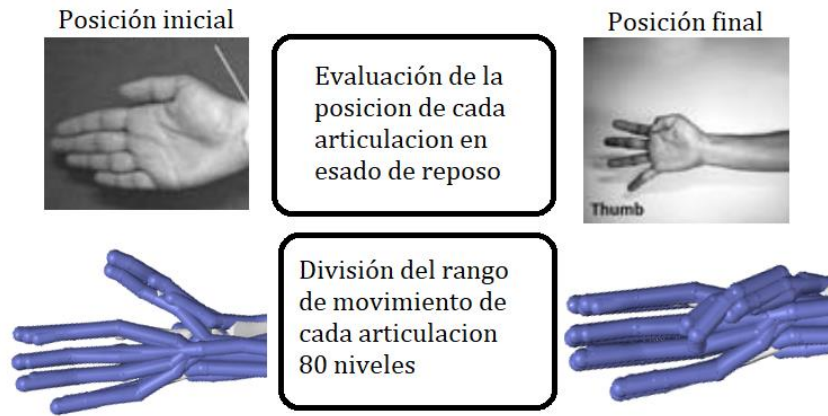 Posición inicial
Posición final
Evaluación de la
posicion de cada
articulacion en
esado de reposo
Thumb
División del rango
de movimiento de
cada articulacion
80 niveles